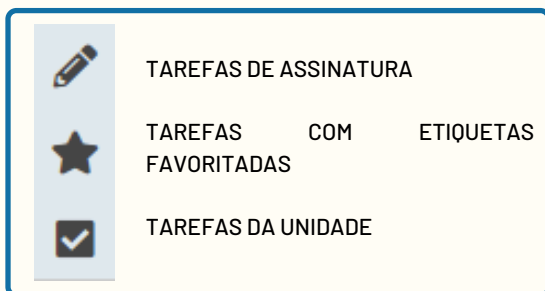 TAREFAS DE ASSINATURA
TAREFAS COM ETIQUETAS
FAVORITADAS
TAREFAS DA UNIDADE